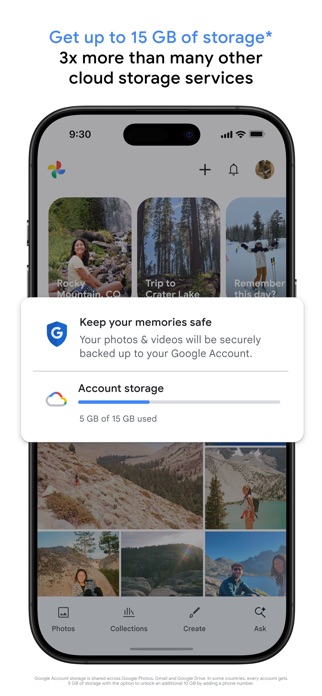 Get up to 15 GB of storage*
3x more than many other
cloud storage services
9:30
Rocky
Mountain, CO
Trip to
Crater Lake
Remember
this day?
Keep your memories safe
Your photos & videos will be securely
backed up to your Google Account.
Account storage
5 GB of 15 GB used
Photos
Collections
Create
Ask
Google Account storage is shared across Google Photos, Gmail and Google Drive. In some countries, every account gets
5 GB of storage with the option to unlock an additional 10 GB by adding a phone number.